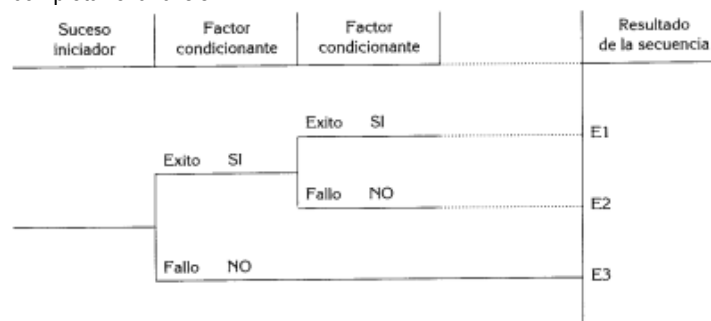 Suceso
iniciador
Factor
condicionante
Factor
condicionante
Resultado
de la secuencia
Exito SI
E1
Exito SI
Fallo NO
E2
Fallo NO
E3